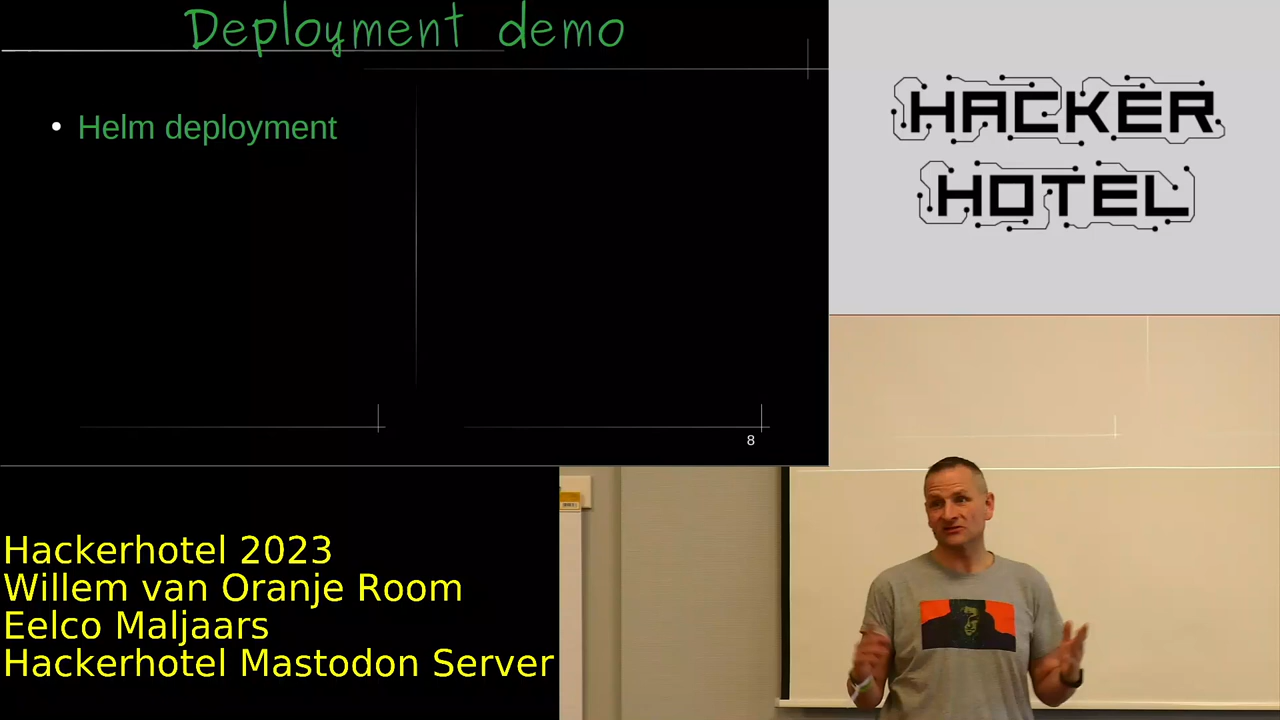 Deployment demo
Helm deployment
8
HACKER
HOTEL
Hackerhotel 2023
Willem van Oranje Room
Eelco Maljaars
Hackerhotel Mastodon Server